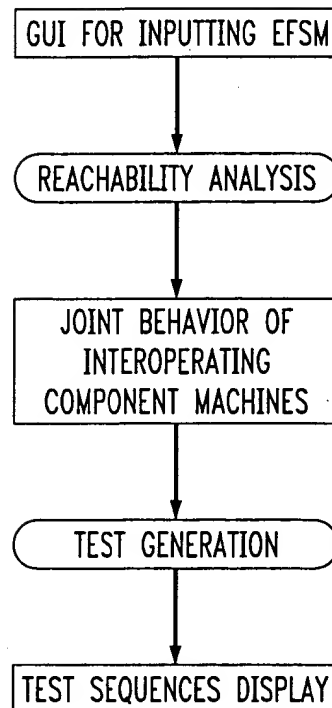 GUI FOR INPUTTING EFSM
REACHABILITY ANALYSIS
JOINT BEHAVIOR OF
INTEROPERATING
COMPONENT MACHINES
TEST GENERATION
TEST SEQUENCES DISPLAY